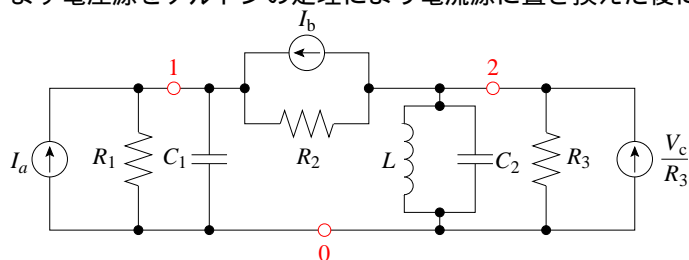 より電圧源をノルトンの定理により電流源に置き換えた後に
I_b
1
2
I_a
R_1
C_1
R_2
L
C_2
R_3
V_c
R_3
0